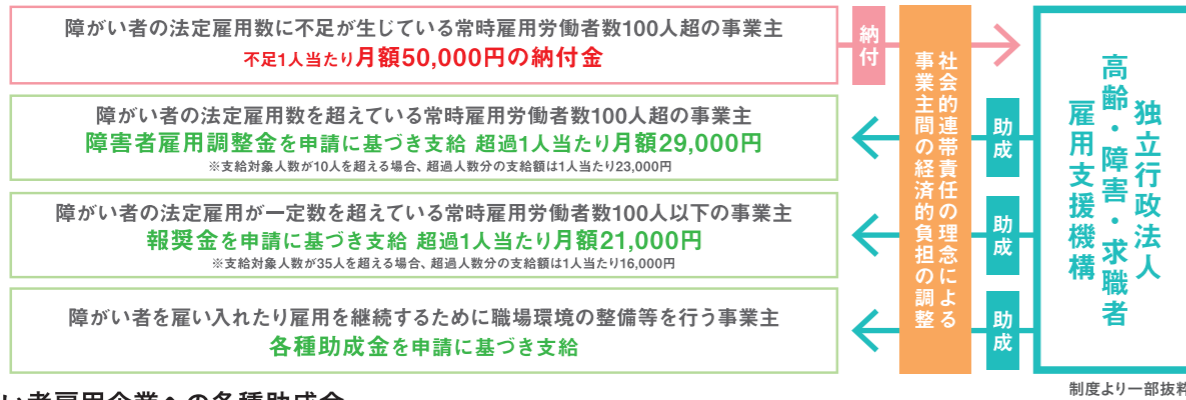 障がい者の法定雇用数に不足が生じている常時雇用労働者数100人超の事業主
不足1人当たり月額50,000円の納付金
障がい者の法定雇用数を超えている常時雇用労働者数100人超の事業主
障害者雇用調整金を申請に基づき支給 超過1人当たり月額29,000円
※支給対象人数が10人を超える場合、超過人数分の支給額は1人当たり23,000円
障がい者の法定雇用が一定数を超えている常時雇用労働者数100人以下の事業主
報奨金を申請に基づき支給 超過1人当たり月額21,000円
※支給対象人数が35人を超える場合、超過人数分の支給額は1人当たり16,000円
障がい者を雇い入れたり雇用を継続するために職場環境の整備等を行う事業主
各種助成金を申請に基づき支給
納付
社会的連帯責任の理念による
事業主間の経済的負担の調整
助成
助成
助成
独立行政法人
高齢・障害・求職者
雇用支援機構
制度より一部抜粋
い者雇用企業への各種助成金